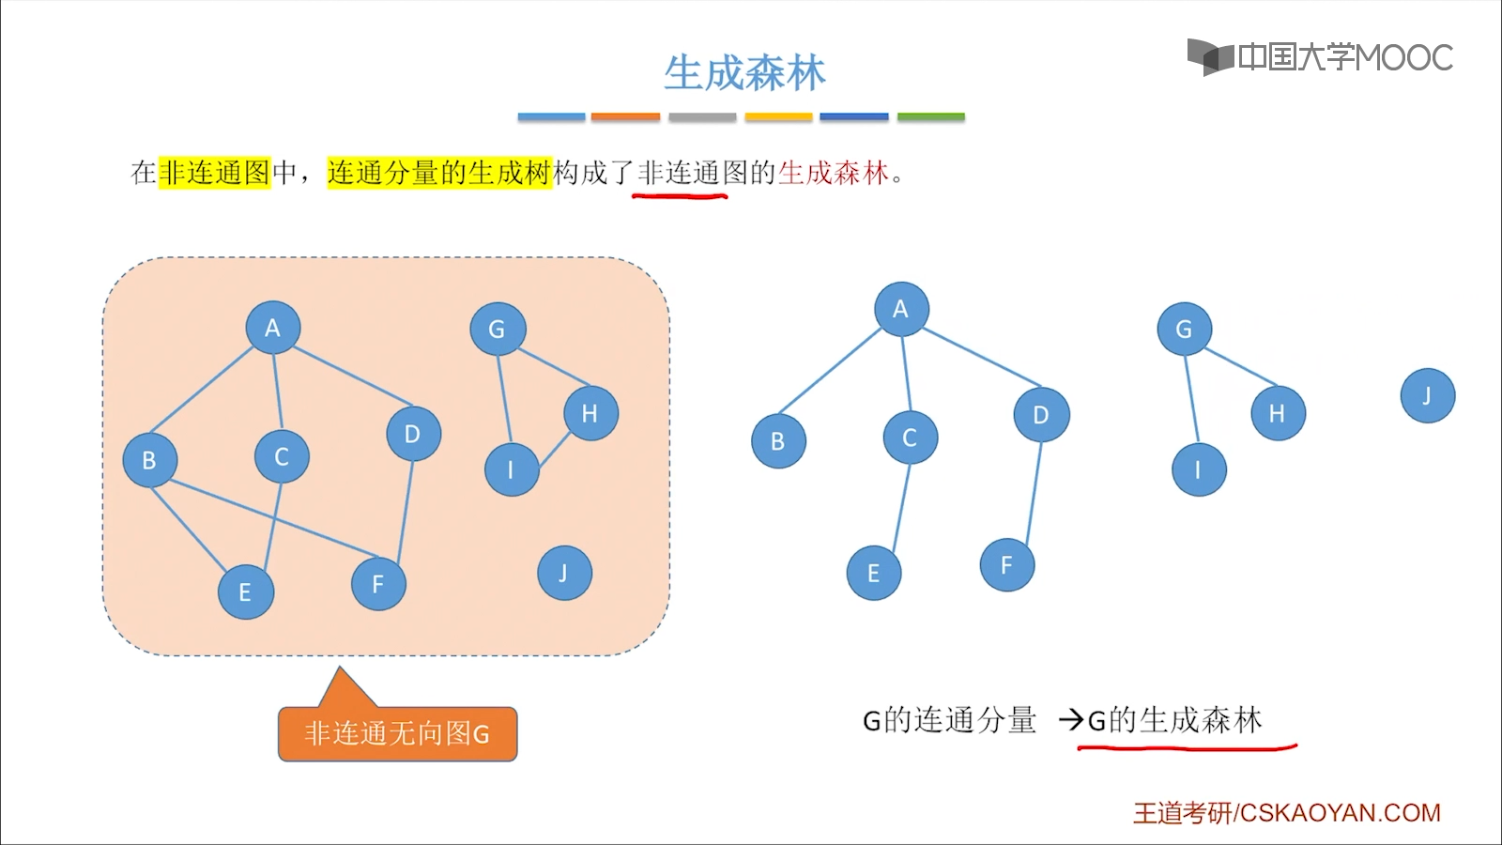 中国大学MOOC
生成森林
在非连通图中，连通分量的生成树构成了非连通图的生成森林。
A
G
B
C
D
H
I
E
F
J
A
B
C
D
E
F
G
H
I
J
非连通无向图G
G的连通分量 →G的生成森林
王道考研/CSKAOYAN.COM